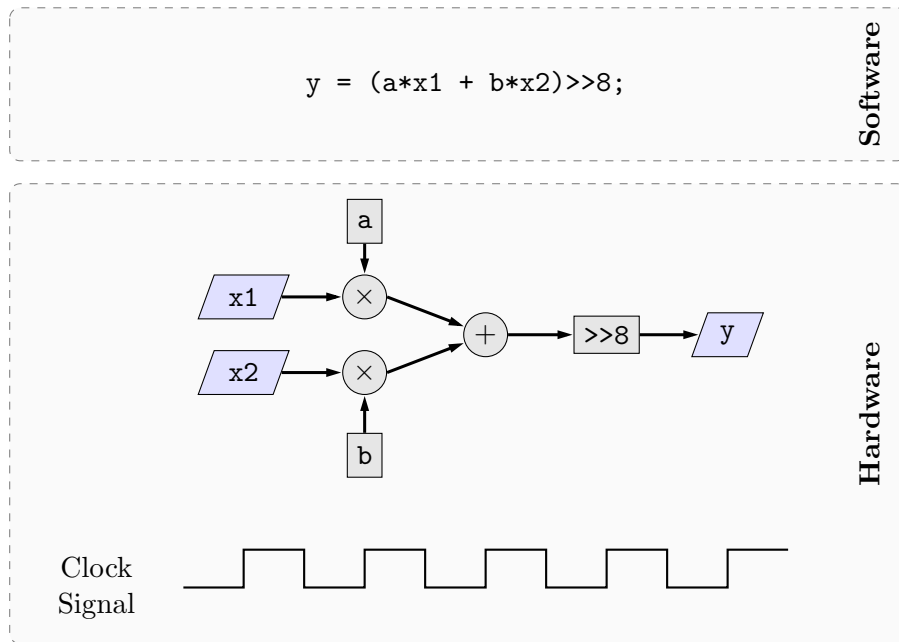 y = (a*x1 + b*x2)>>8;
Software
a
x1
×
+
>>8
y
x2
×
b
Hardware
Clock
Signal